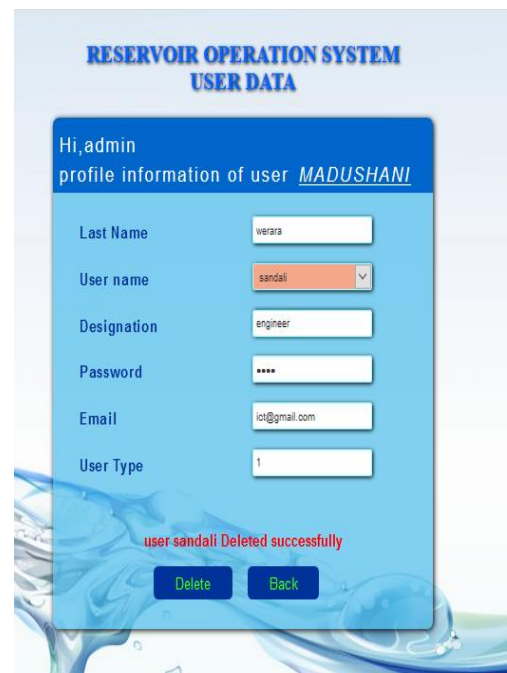 RESERVOIR OPERATION SYSTEM
USER DATA
Hi,admin
profile information of user MADUSHANI
Last Name werara
User name sandali
Designation engineer
Password ••••
Email ict@gmail.com
User Type 1
user sandali Deleted successfully
Delete Back